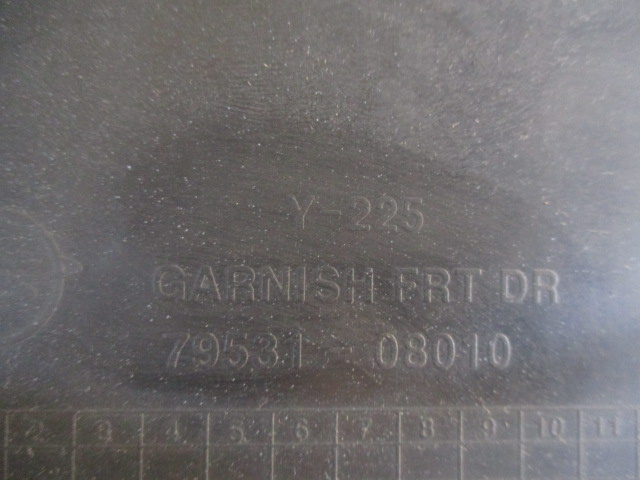 Y-225
GARNISH FRT DR
79531-08010
2 3 4 5 6 7 8 9 10 11